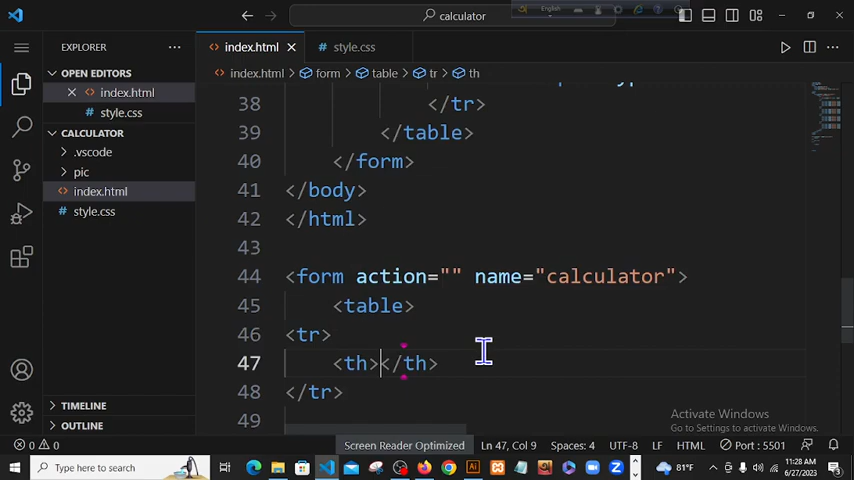 calculator
English
EXPLORER
index.html
style.css
index.html > form > table > tr > th
OPEN EDITORS
index.html
style.css
CALCULATOR
.vscode
pic
index.html
style.css
TIMELINE
OUTLINE
38 </tr>
39 </table>
40 </form>
41 </body>
42 </html>
43
44 <form action="" name="calculator">
45 <table>
46 <tr>
47 <th></th>
48 </tr>
49
Activate Windows
Go to Settings to activate Windows.
0 0 Screen Reader Optimized Ln 47, Col 9 Spaces: 4 UTF-8 LF HTML Port : 5501
Type here to search
81°F
11:28 AM
6/27/2023